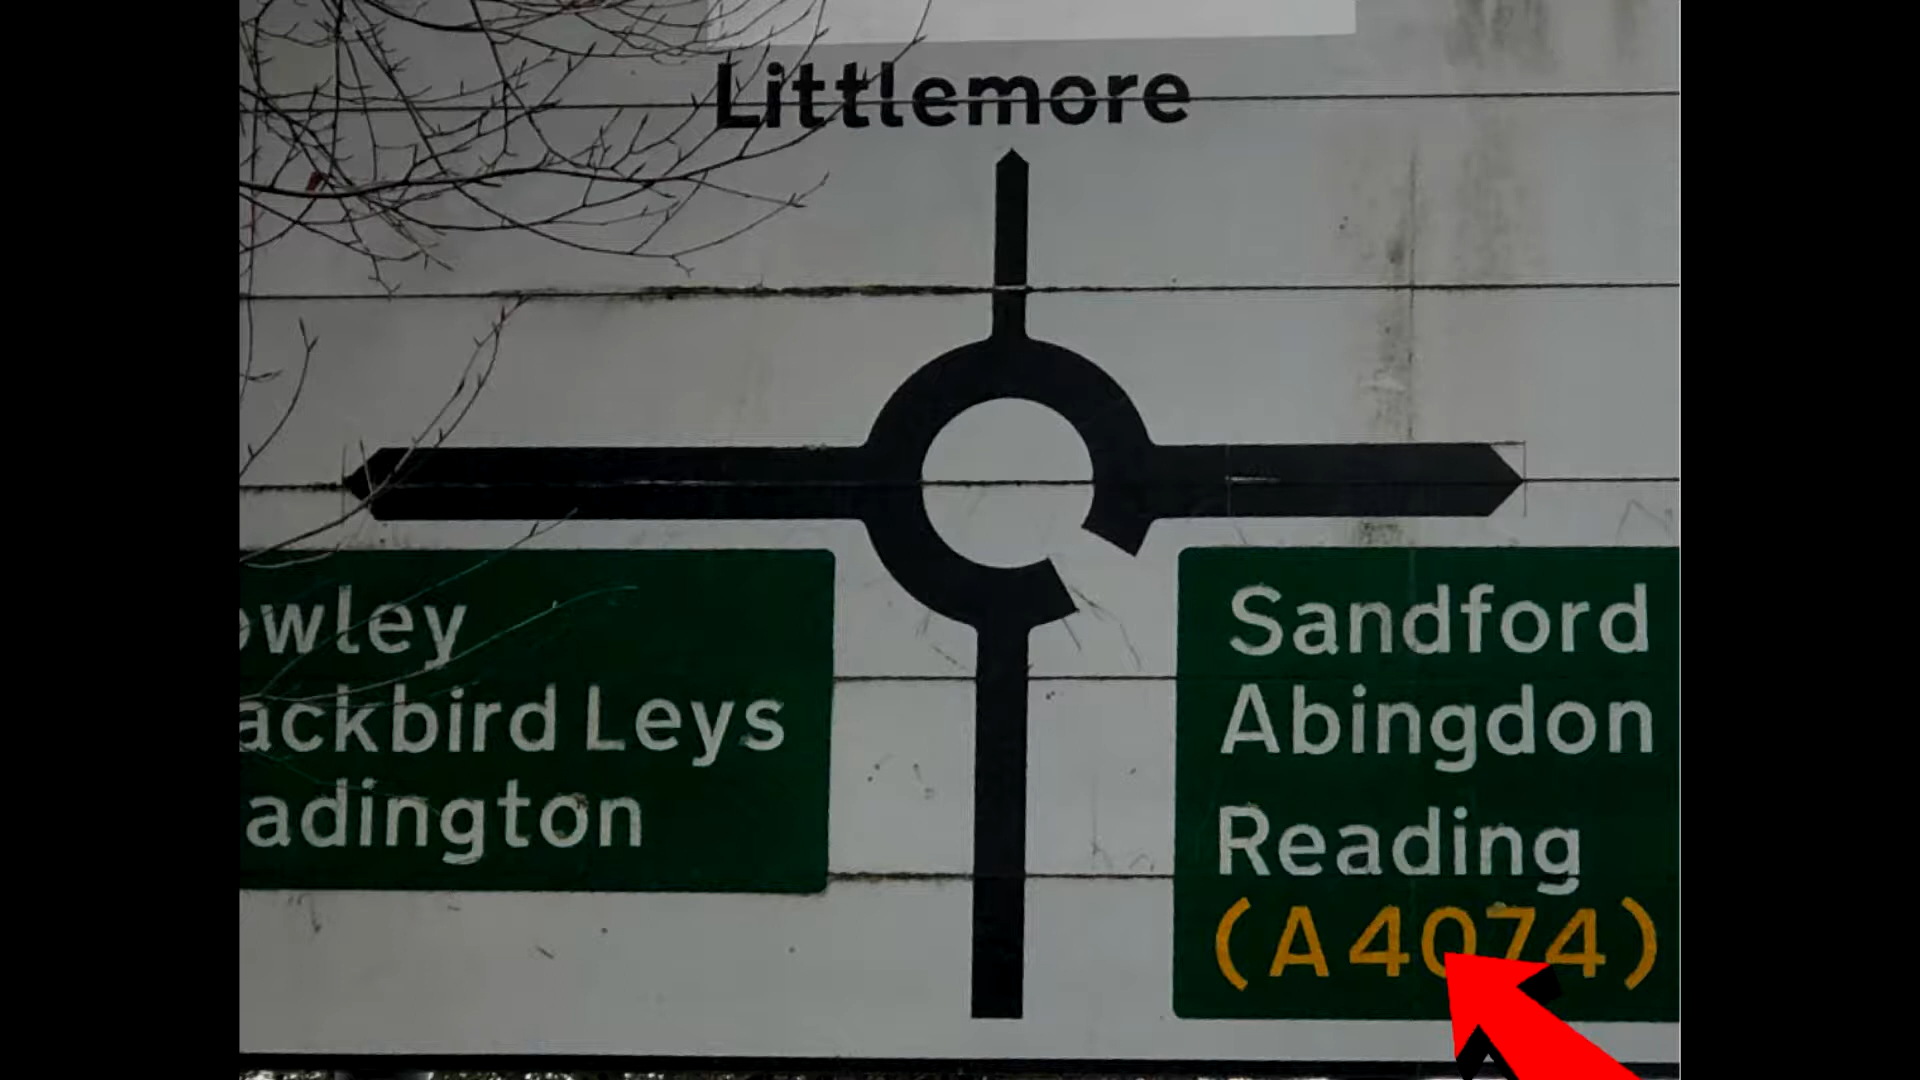 Littlemore
owley
ackbird Leys
adington
Sandford
Abingdon
Reading
(A4074)